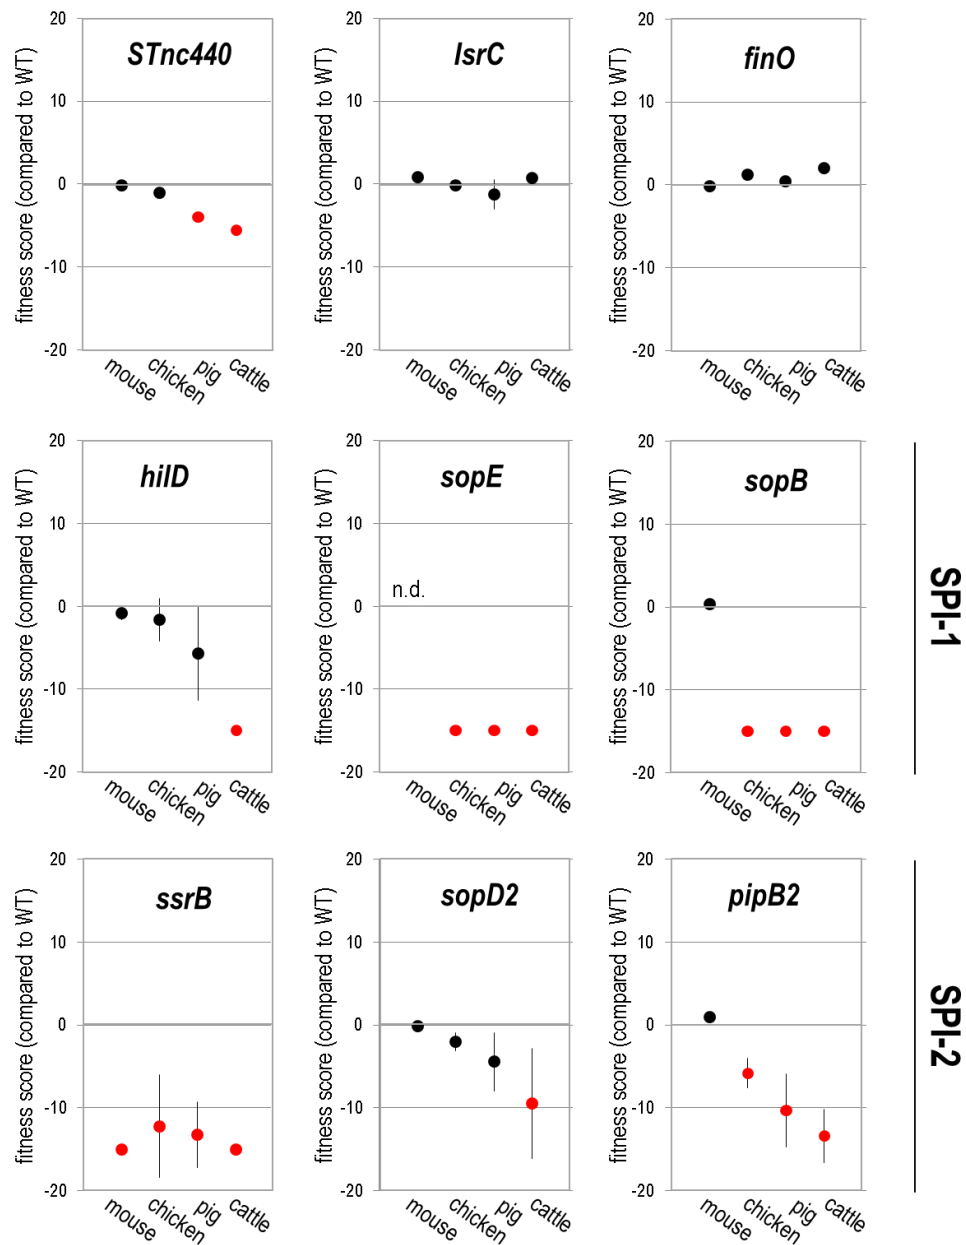 STnc440
fitness score (compared to WT)
20
10
0
-10
-20
mouse
chicken
pig
cattle
lsrC
fitness score (compared to WT)
20
10
0
-10
-20
mouse
chicken
pig
cattle
finO
fitness score (compared to WT)
20
10
0
-10
-20
mouse
chicken
pig
cattle
hilD
fitness score (compared to WT)
20
10
0
-10
-20
mouse
chicken
pig
cattle
sopE
fitness score (compared to WT)
20
10
0
-10
-20
n.d.
mouse
chicken
pig
cattle
sopB
fitness score (compared to WT)
20
10
0
-10
-20
mouse
chicken
pig
cattle
SPI-1
ssrB
fitness score (compared to WT)
20
10
0
-10
-20
mouse
chicken
pig
cattle
sopD2
fitness score (compared to WT)
20
10
0
-10
-20
mouse
chicken
pig
cattle
pipB2
fitness score (compared to WT)
20
10
0
-10
-20
mouse
chicken
pig
cattle
SPI-2